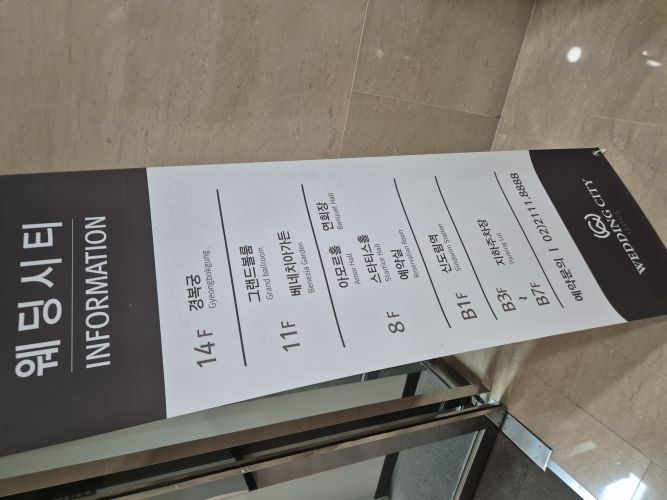 웨딩시티
INFORMATION
14F 경복궁
Gyeongbokgung
그랜드볼룸
Grand ballroom
11F 베네치아가든
Benezia Garden
아모르홀 연회장
Amor Hall Banquet Hall
스타티스홀
Startice Hall
8F 예약실
Reservation Room
B1F 신도림역
Sindorim Station
B3F 지하주차장
~ Parking Lot
B7F
예약문의 | 02/2111.8888
WEDDING CITY